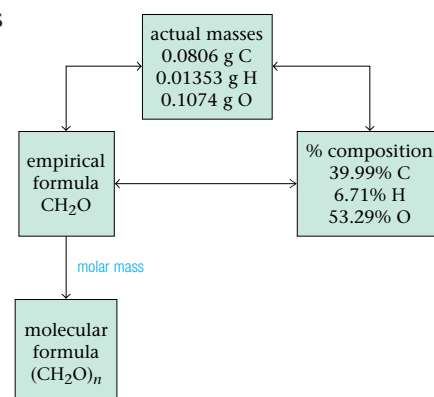 s
actual masses
0.0806 g C
0.01353 g H
0.1074 g O
empirical
formula
CH₂O
% composition
39.99% C
6.71% H
53.29% O
molar mass
molecular
formula
(CH₂O)ₙ